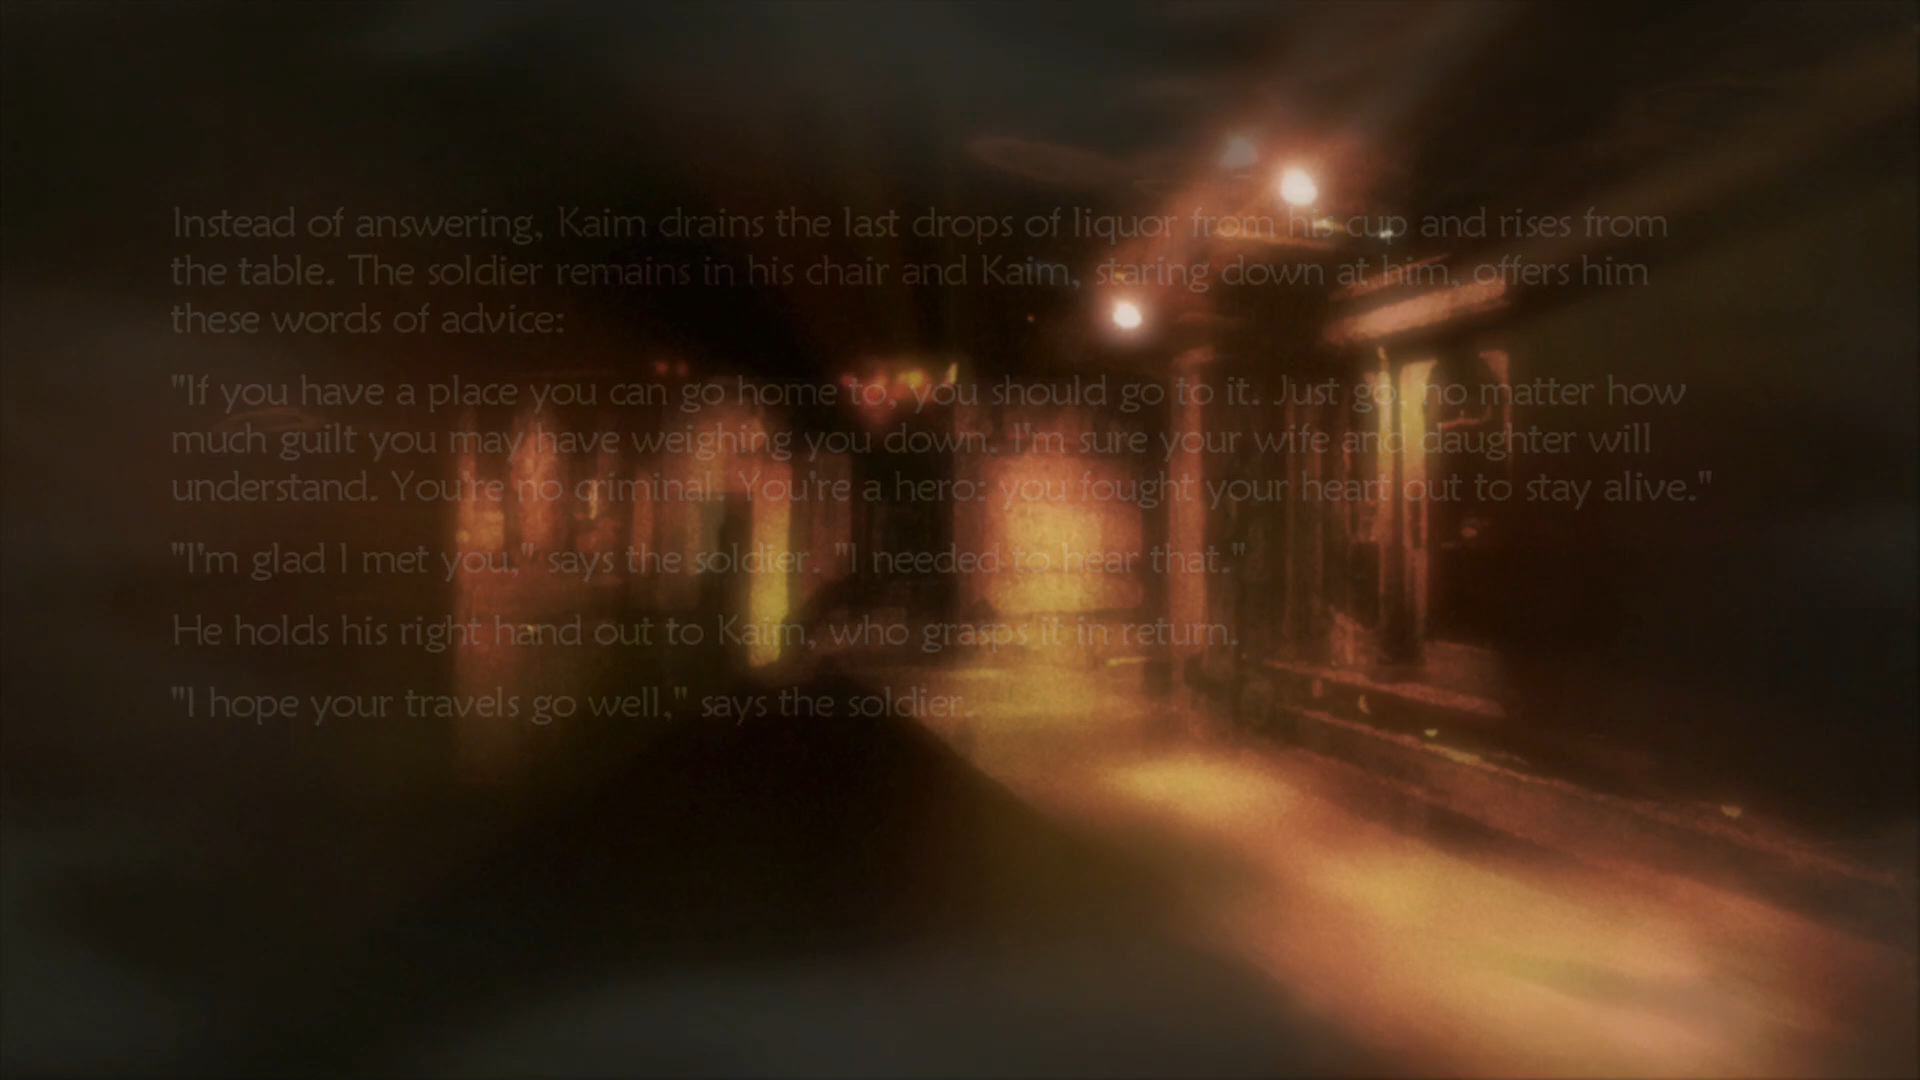 Instead of answering, Kaim drains the last drops of liquor from his cup and rises from
the table. The soldier remains in his chair and Kaim, staring down at him, offers him
these words of advice:
"If you have a place you can go home to, you should go to it. Just go, no matter how
much guilt you may have weighing you down. I'm sure your wife and daughter will
understand. You're no criminal. You're a hero: you fought your heart out to stay alive."
"I'm glad I met you," says the soldier. "I needed to hear that."
He holds his right hand out to Kaim, who grasps it in return.
"I hope your travels go well," says the soldier.